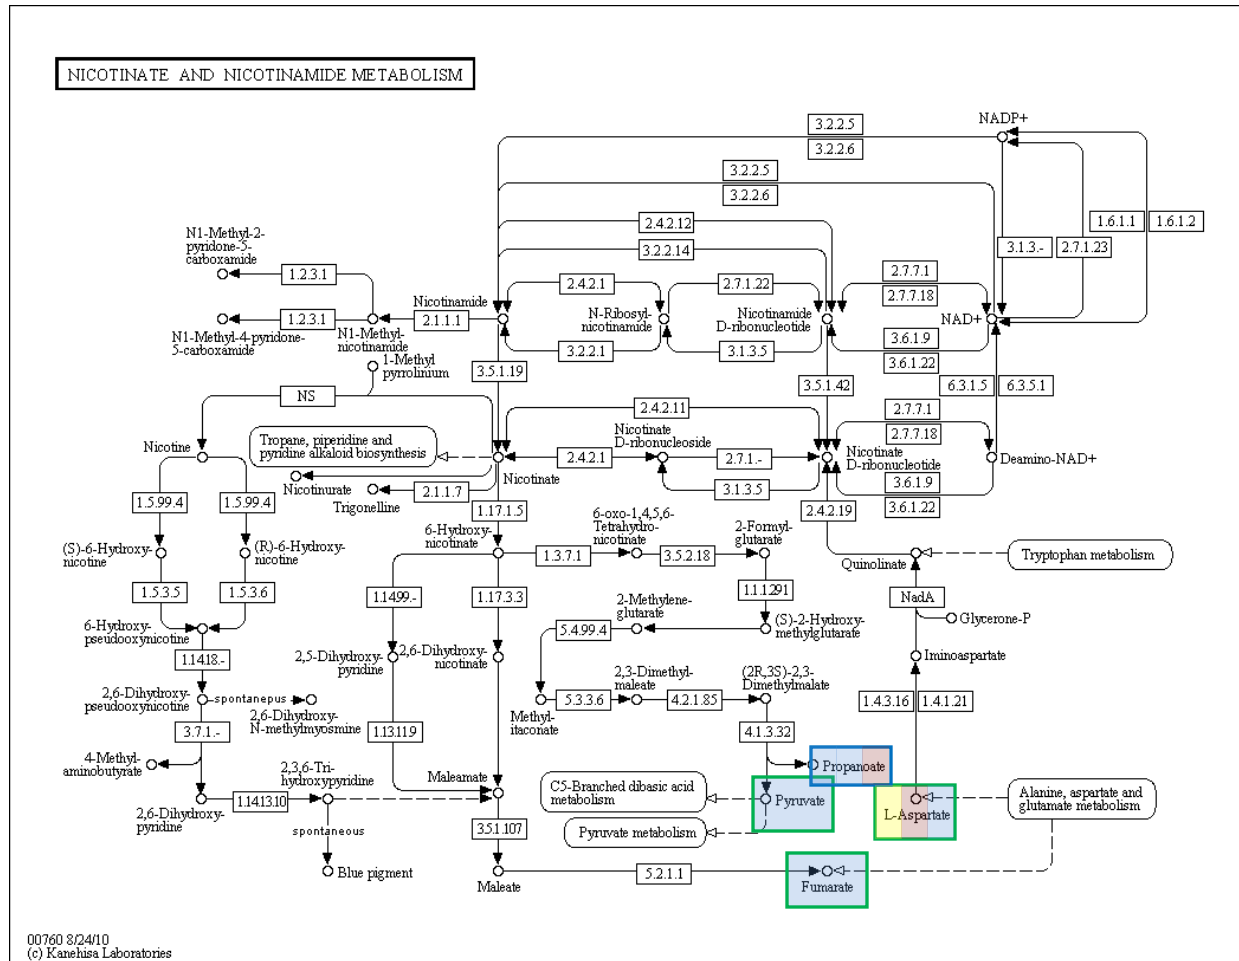 NICOTINATE AND NICOTINAMIDE METABOLISM
NADP+
3.2.2.5
3.2.2.6
3.2.2.5
3.2.2.6
2.4.2.12
3.2.2.14
1.6.1.1
1.6.1.2
3.1.3.-
2.7.1.23
N1-Methyl-2-
pyridone-5-
carboxamide
1.2.3.1
2.4.2.1
2.7.1.22
2.7.7.1
2.7.7.18
Nicotinamide
N-Ribosyl-
nicotinamide
Nicotinamide
D-ribonucleotide
NAD+
1.2.3.1
2.1.1.1
N1-Methyl-4-pyridone-
5-carboxamide
N1-Methyl-
nicotinamide
3.2.2.1
3.1.3.5
3.6.1.9
3.6.1.22
1-Methyl
pyrrolinium
3.5.1.19
3.5.1.42
6.3.1.5
6.3.5.1
NS
2.4.2.11
2.7.7.1
2.7.7.18
Nicotine
Tropane, piperidine and
pyridine alkaloid biosynthesis
Nicotinate
D-ribonucleoside
2.4.2.1
2.7.1.-
Nicotinate
D-ribonucleotide
Deamino-NAD+
Nicotinate
Nicotinurate
Trigonelline
2.1.1.7
3.1.3.5
3.6.1.9
3.6.1.22
1.5.99.4
1.5.99.4
1.17.1.5
2.4.2.19
6-Hydroxy-
nicotinate
6-oxo-1,4,5,6-
Tetrahydro-
nicotinate
2-Formyl-
glutarate
(S)-6-Hydroxy-
nicotine
(R)-6-Hydroxy-
nicotine
1.3.7.1
3.5.2.18
Quinolinate
Tryptophan metabolism
1.5.3.5
1.5.3.6
1.14.99.-
1.17.3.3
1.1.1.291
NadA
Glycerone-P
6-Hydroxy-
pseudooxynicotine
2-Methylene-
glutarate
5.4.99.4
(S)-2-Hydroxy-
methylglutarate
1.14.18.-
2,5-Dihydroxy-
pyridine
2,6-Dihydroxy-
nicotinate
Iminoaspartate
2,6-Dihydroxy-
pseudooxynicotine
spontanepus
2,6-Dihydroxy-
N-methylmyosmine
2,3-Dimethyl-
maleate
(2R,3S)-2,3-
Dimethylmalate
5.3.3.6
4.2.1.85
1.4.3.16
1.4.1.21
Methyl-
itaconate
3.7.1.-
1.13.11.9
4.1.3.32
4-Methyl-
aminobutyrate
2,3,6-Tri-
hydroxypyridine
Maleamate
Propanoate
C5-Branched dibasic acid
metabolism
Pyruvate
L-Aspartate
Alanine, aspartate and
glutamate metabolism
2,6-Dihydroxy-
pyridine
1.14.13.10
spontaneous
3.5.1.107
Pyruvate metabolism
Blue pigment
Maleate
5.2.1.1
Fumarate
00760 8/24/10
(c) Kanehisa Laboratories